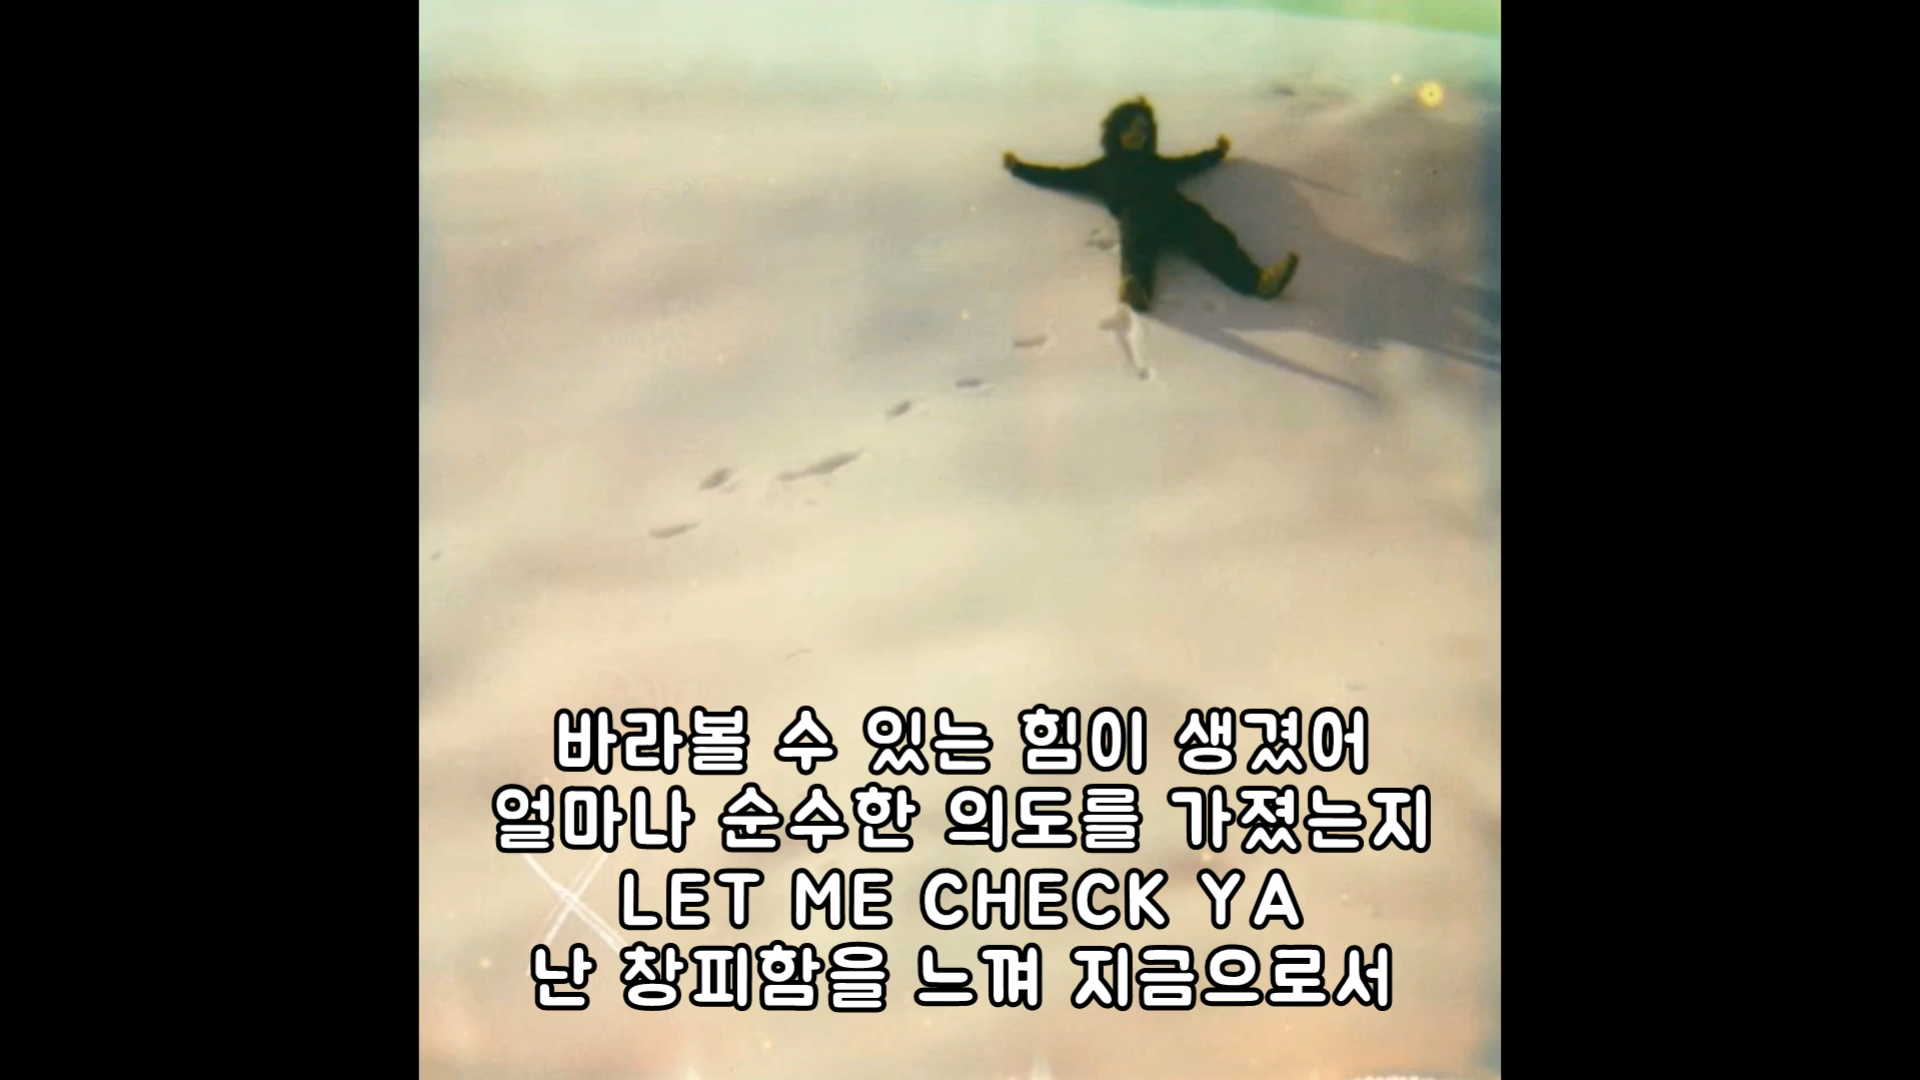 바라볼 수 있는 힘이 생겼어
얼마나 순수한 의도를 가졌는지
LET ME CHECK YA
난 창피함을 느껴 지금으로서